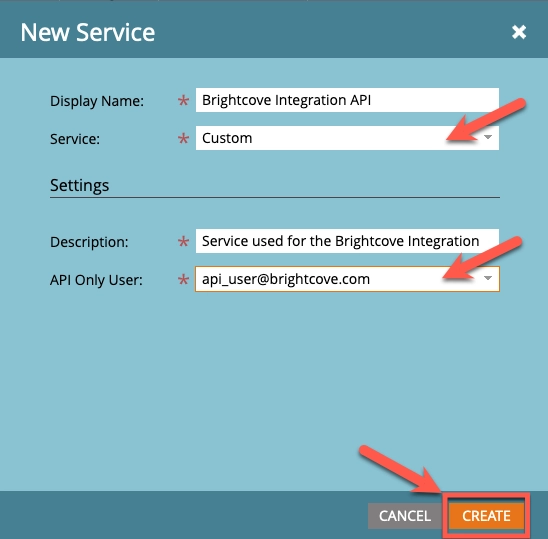 New Service
Display Name: * Brightcove Integration API
Service: * Custom
Settings
Description: * Service used for the Brightcove Integration
API Only User: * api_user@brightcove.com
CANCEL CREATE